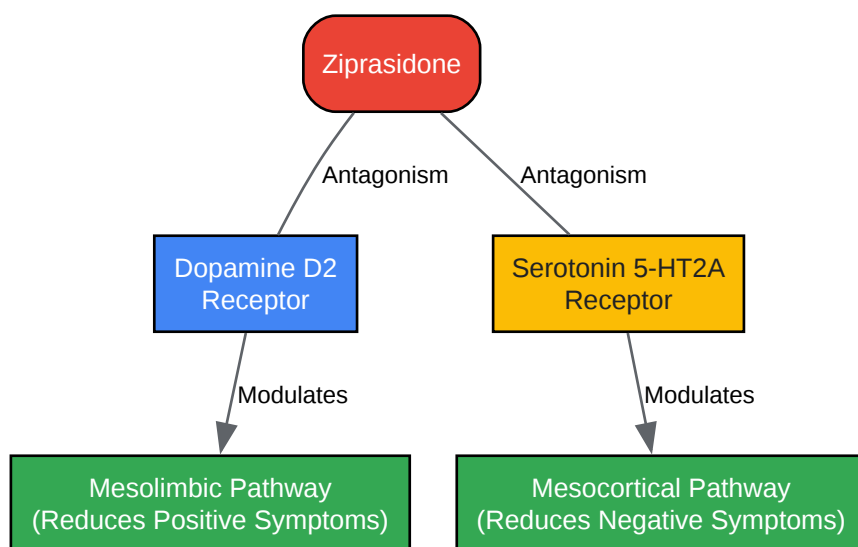 Ziprasidone
Antagonism
Antagonism
Dopamine D2
Receptor
Serotonin 5-HT2A
Receptor
Modulates
Modulates
Mesolimbic Pathway
(Reduces Positive Symptoms)
Mesocortical Pathway
(Reduces Negative Symptoms)